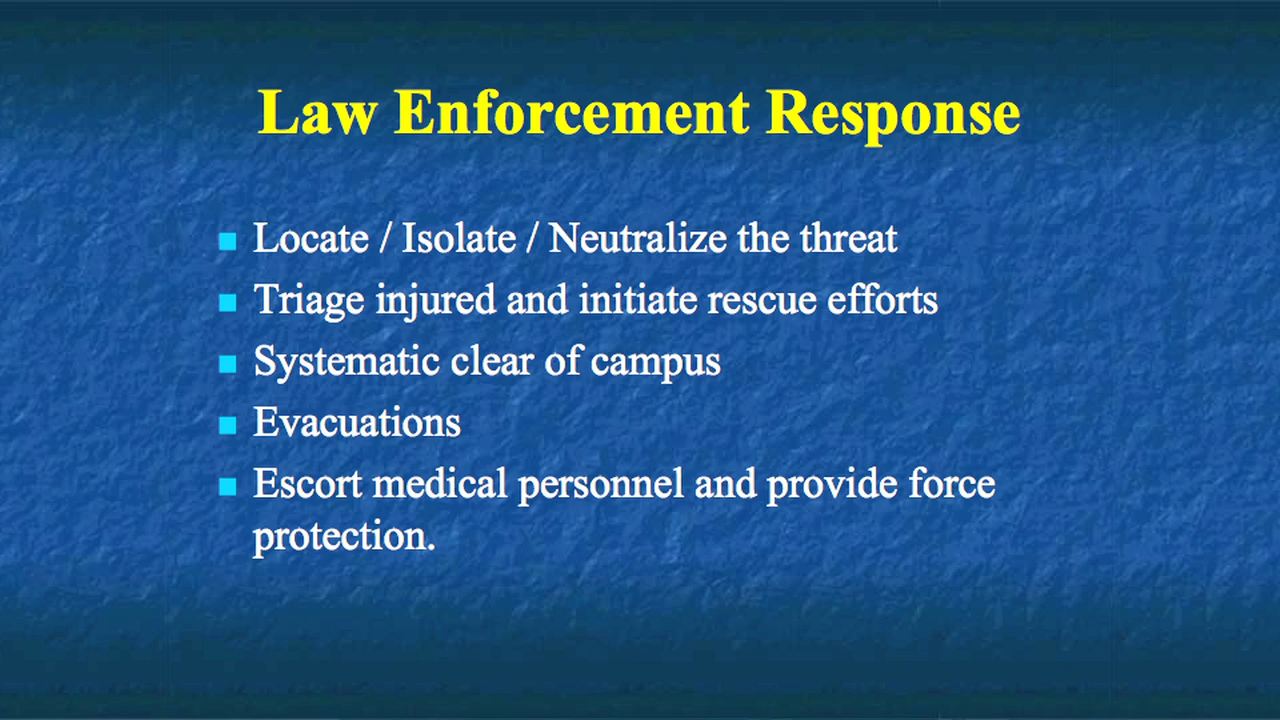 Law Enforcement Response
Locate / Isolate / Neutralize the threat
Triage injured and initiate rescue efforts
Systematic clear of campus
Evacuations
Escort medical personnel and provide force
protection.